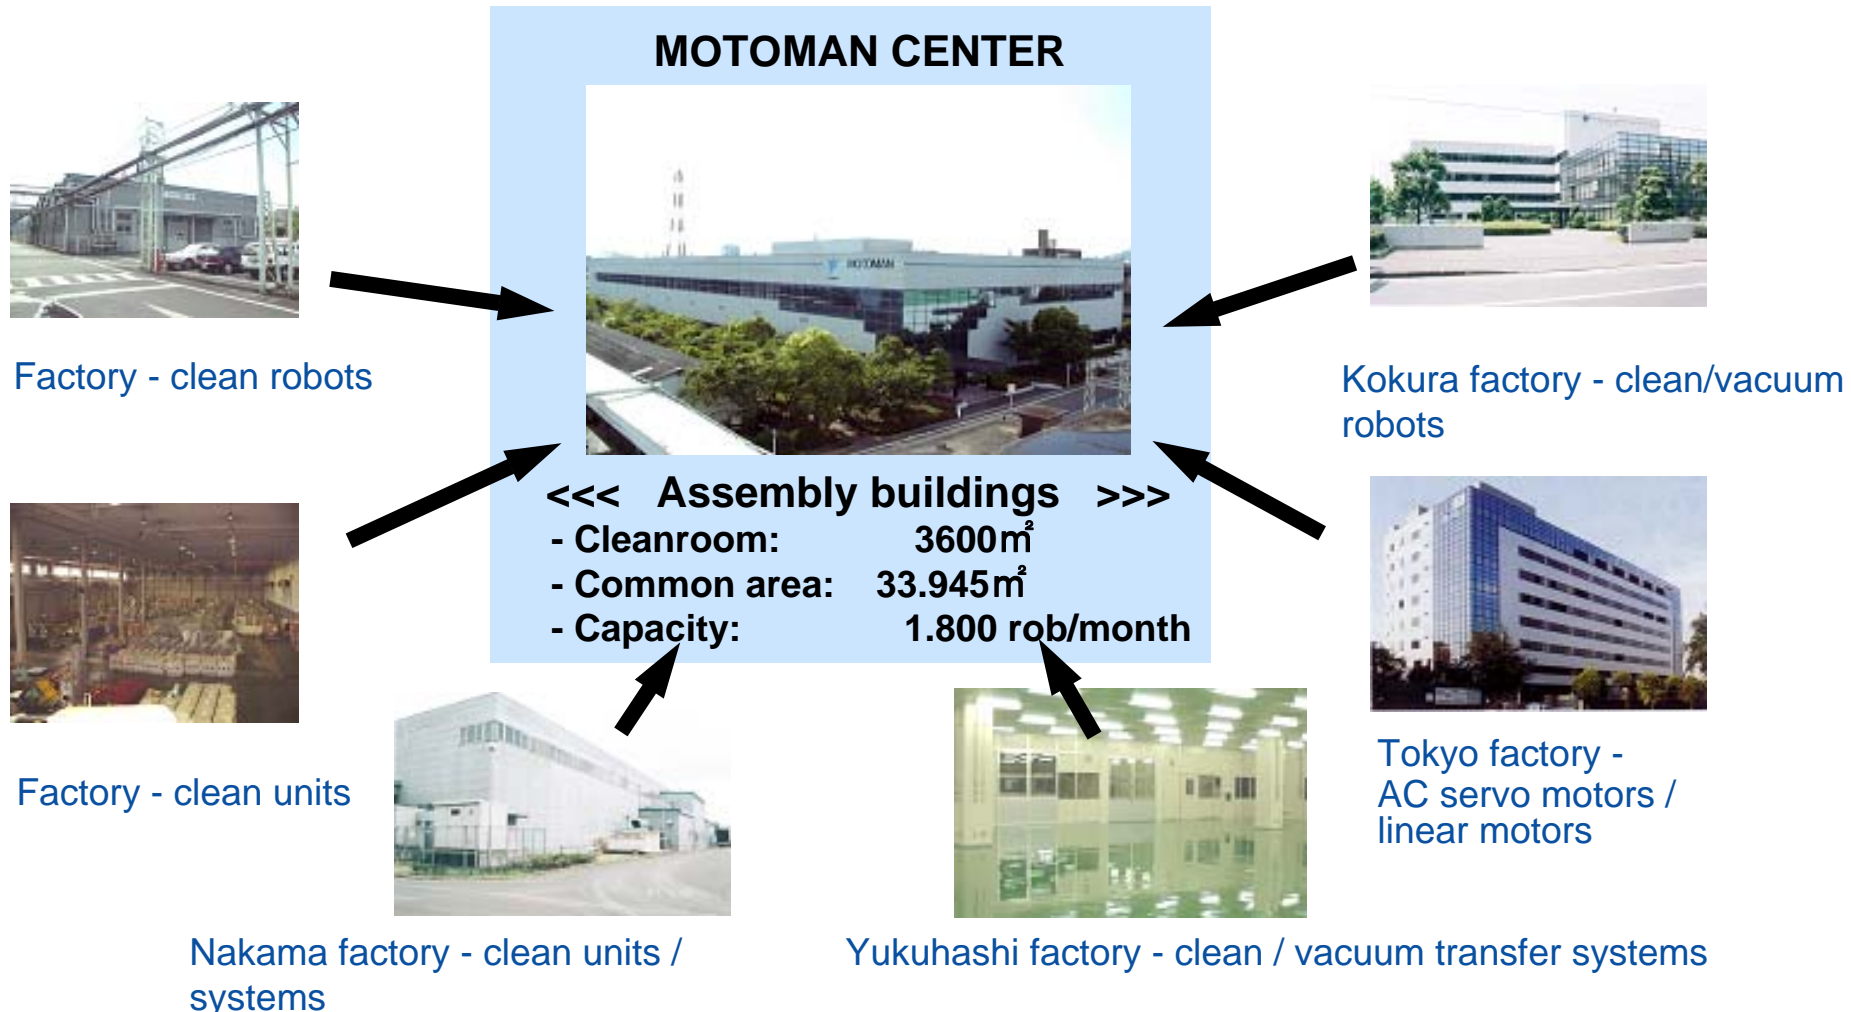 MOTOMAN CENTER
MOTOMAN
Factory - clean robots
Kokura factory - clean/vacuum
robots
<<< Assembly buildings >>>
- Cleanroom: 3600㎡
- Common area: 33.945㎡
- Capacity: 1.800 rob/month
Factory - clean units
Tokyo factory -
AC servo motors /
linear motors
Nakama factory - clean units /
systems
Yukuhashi factory - clean / vacuum transfer systems